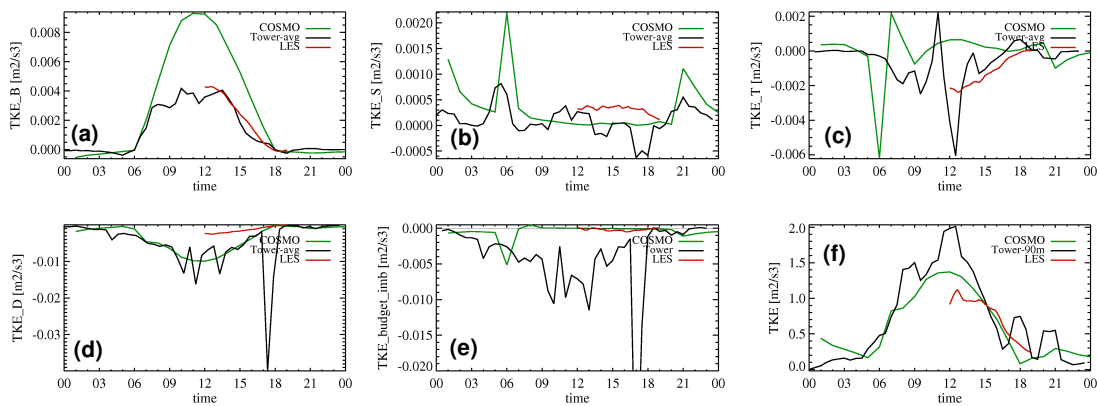 TKE_B [m2/s3]
0.008
0.006
0.004
0.002
0.000
COSMO
Tower-avg
LES
(a)
00 03 06 09 12 15 18 21 00
time
TKE_S [m2/s3]
0.0020
0.0015
0.0010
0.0005
0.0000
-0.0005
COSMO
Tower-avg
LES
(b)
00 03 06 09 12 15 18 21 00
time
TKE_T [m2/s3]
0.002
0.000
-0.002
-0.004
-0.006
COSMO
Tower-avg
LES
(c)
00 03 06 09 12 15 18 21 00
time
TKE_D [m2/s3]
-0.01
-0.02
-0.03
COSMO
Tower-avg
LES
(d)
00 03 06 09 12 15 18 21 00
time
TKE_budget_imb [m2/s3]
0.000
-0.005
-0.010
-0.015
-0.020
COSMO
Tower
LES
(e)
00 03 06 09 12 15 18 21 00
time
TKE [m2/s3]
2.0
1.5
1.0
0.5
0.0
COSMO
Tower-90m
LES
(f)
00 03 06 09 12 15 18 21 00
time